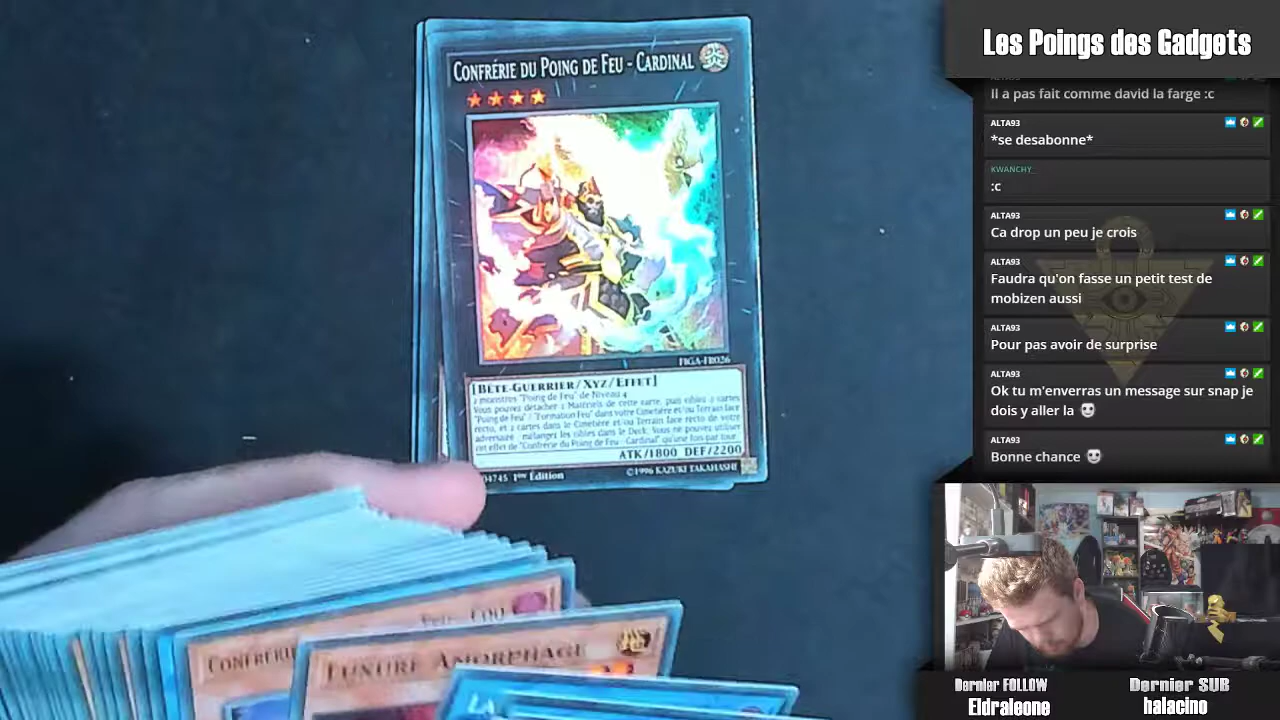 CONFRÉRIE DU POING DE FEU - CARDINAL
FIGA-FR026
[BÊTE-GUERRIER/XYZ/EFFET]
2 monstres "Poing de Feu" de Niveau 4
Vous pouvez détacher 2 Matériels de cette carte, puis ciblez 2 cartes
"Poing de Feu" / "Formation Feu" dans votre Cimetière et/ou Terrain face
recto, et 2 cartes dans le Cimetière et/ou Terrain de votre
adversaire ; mélangez les cibles dans le Deck. Vous ne pouvez utiliser
cet effet de "Confrérie du Poing de Feu - Cardinal" qu'une fois par tour.
ATK/1800 DEF/2200
04745 1ère Édition
©1996 KAZUKI TAKAHASHI
CONFRÉRIE
LUXURE AMORPHAGE
Les Poings des Gadgets
ALTA93
Il a pas fait comme david la farge :c
ALTA93
*se desabonne*
KWANCHY_
:c
ALTA93
Ca drop un peu je crois
ALTA93
Faudra qu'on fasse un petit test de
mobizen aussi
ALTA93
Pour pas avoir de surprise
ALTA93
Ok tu m'enverras un message sur snap je
dois y aller la
ALTA93
Bonne chance
Dernier FOLLOW
Eldraleone
Dernier SUB
halacino